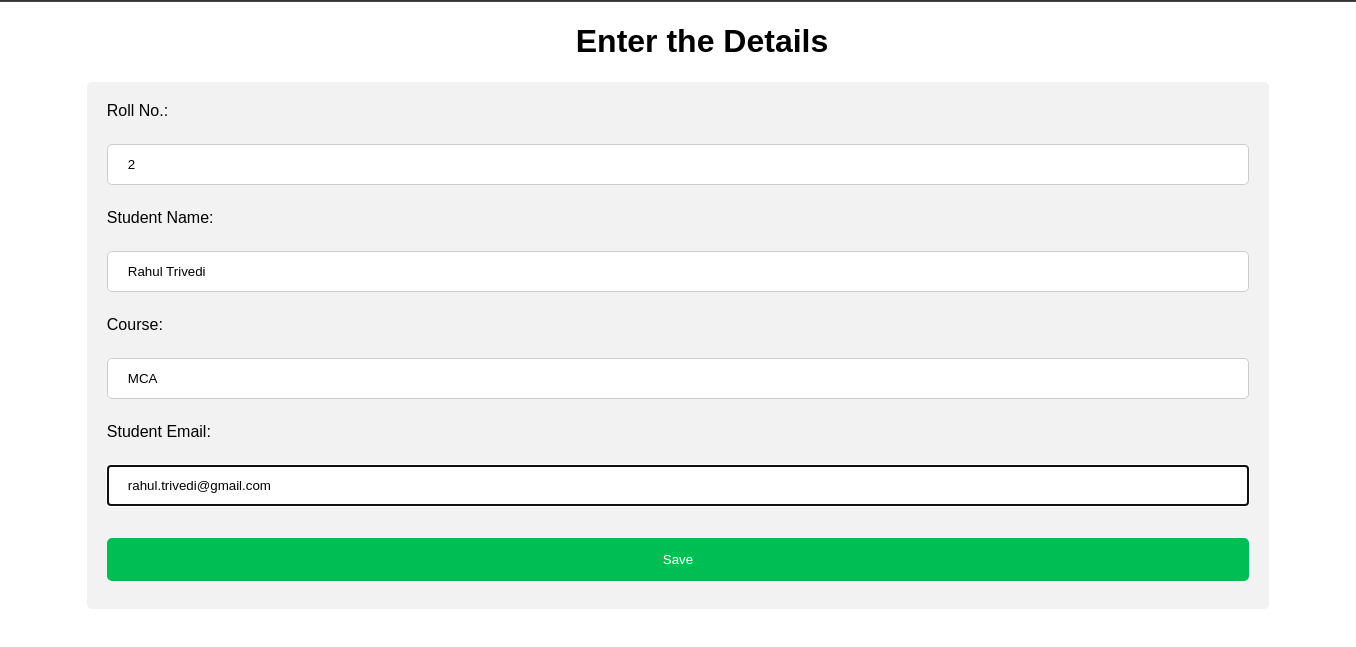 Enter the Details
Roll No.:
2
Student Name:
Rahul Trivedi
Course:
MCA
Student Email:
rahul.trivedi@gmail.com
Save